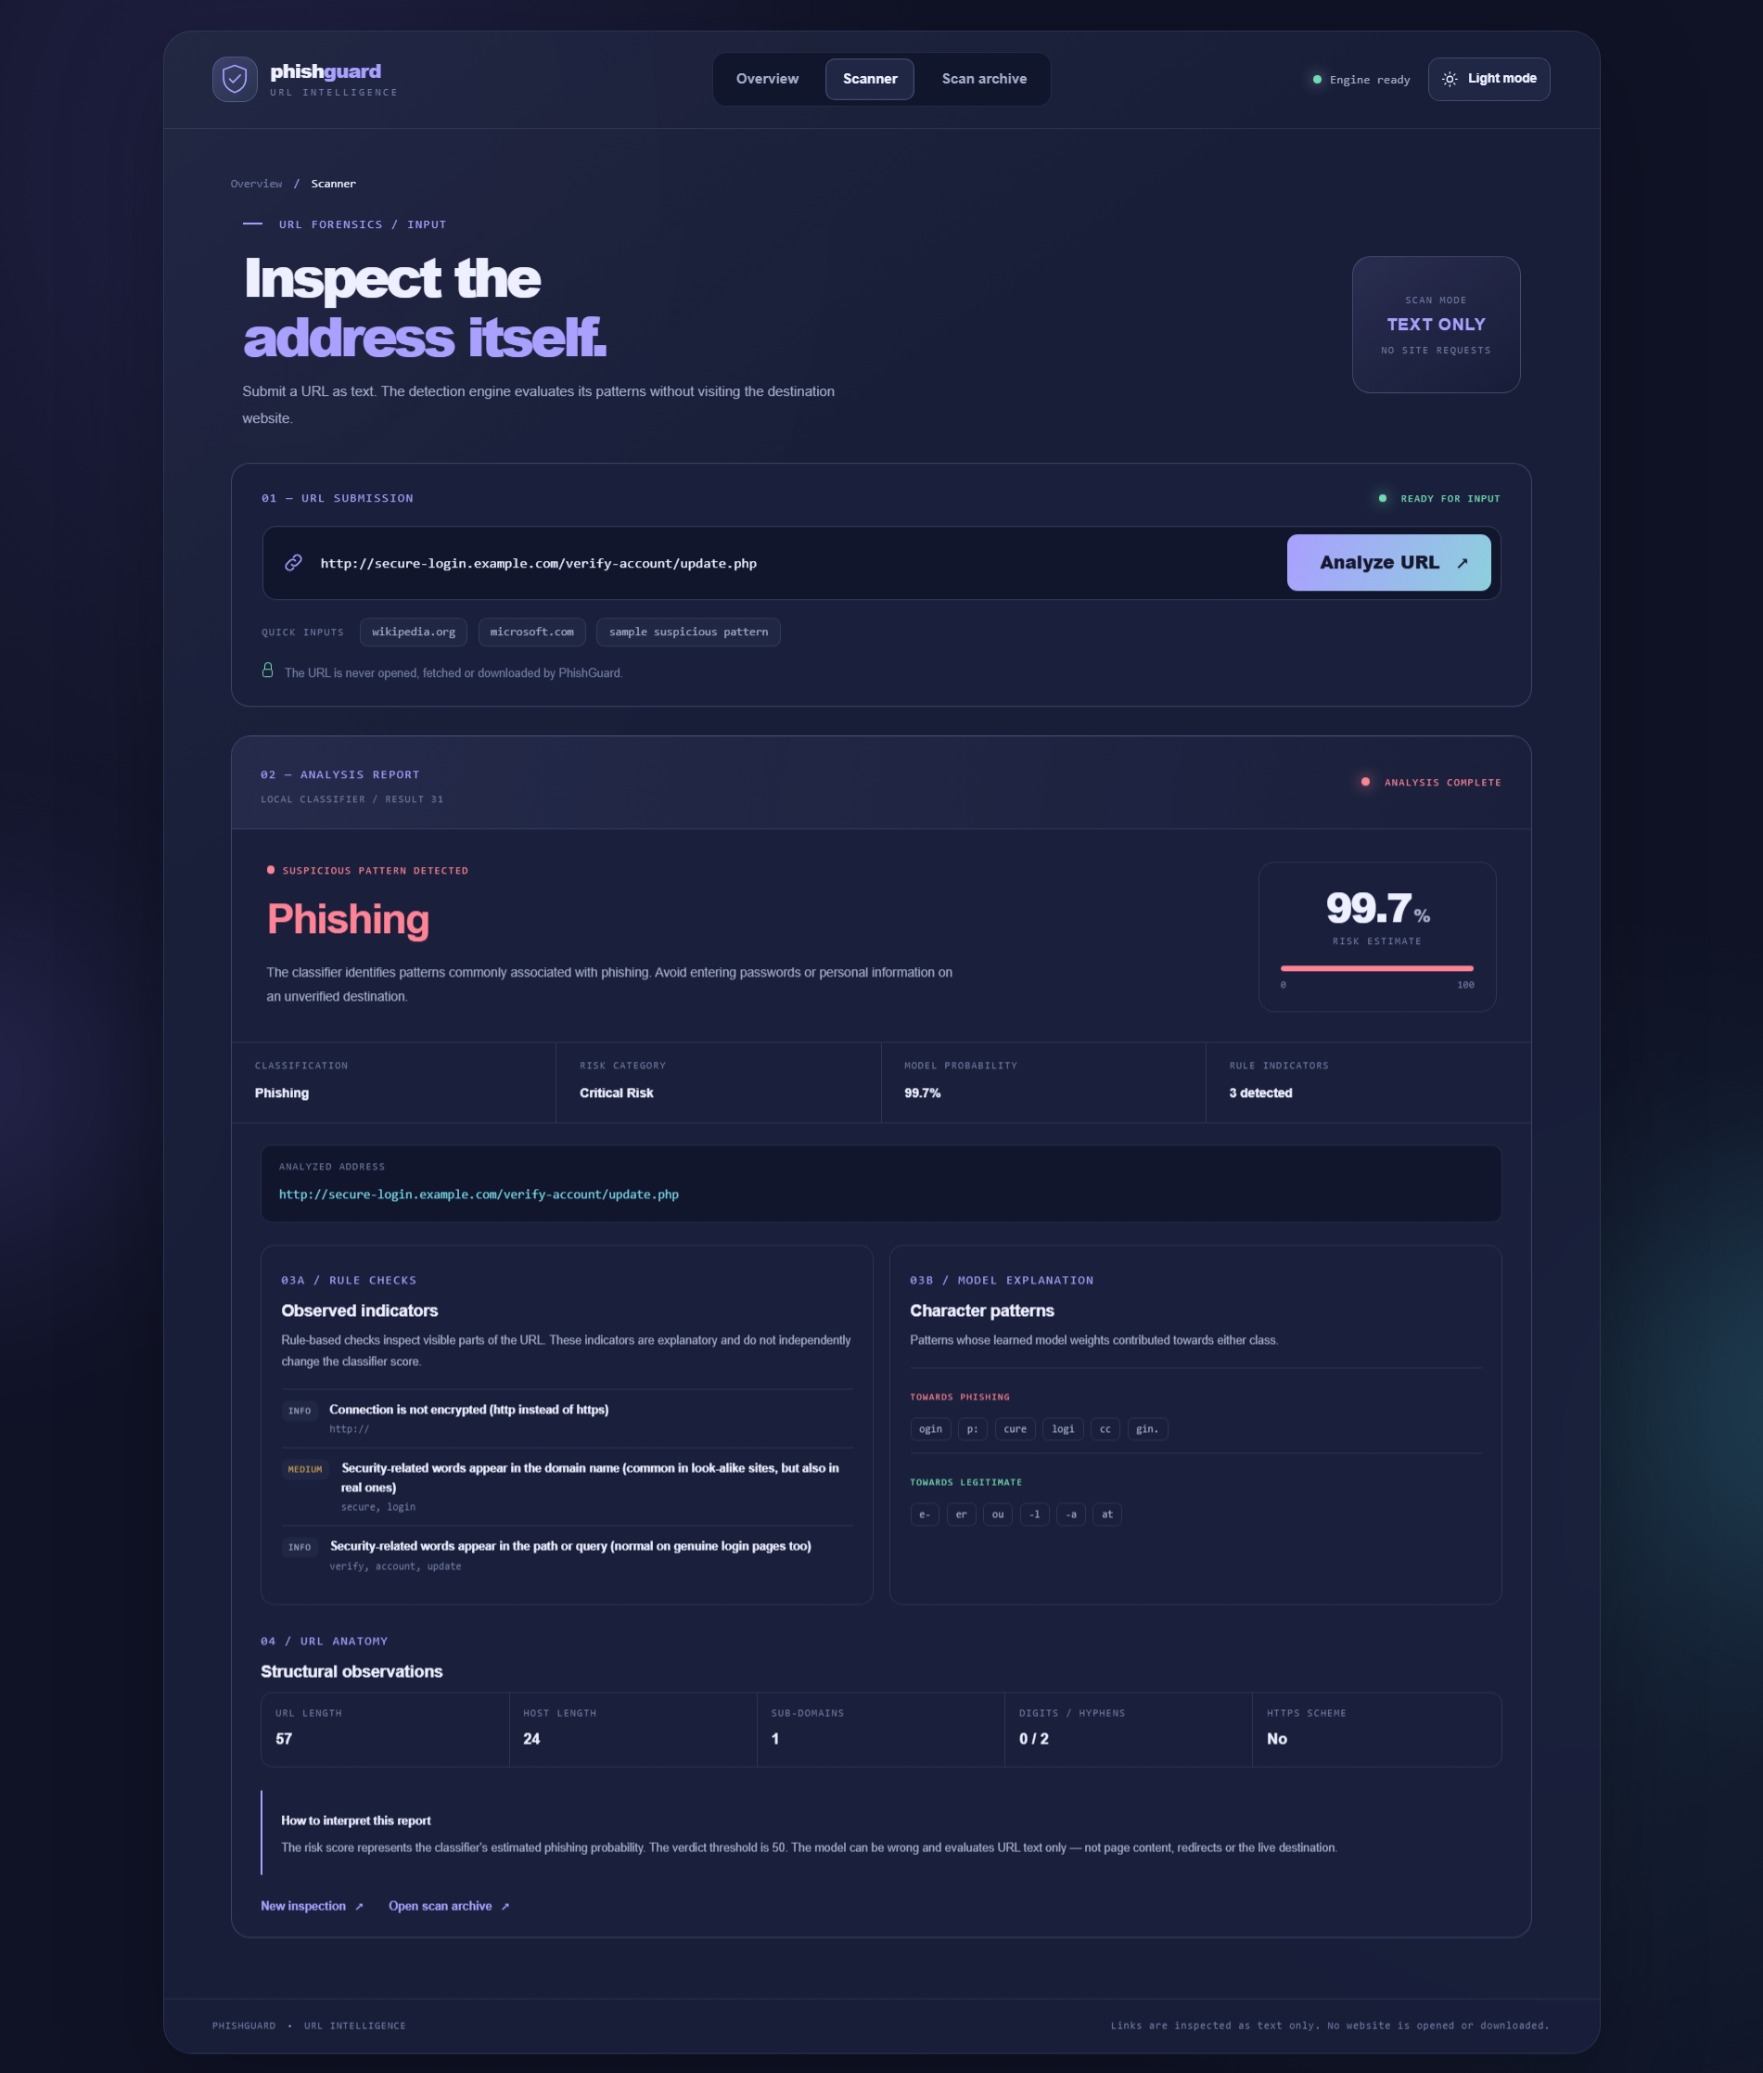 phishguard
URL INTELLIGENCE
Overview
Scanner
Scan archive
Engine ready
Light mode
Overview / Scanner
URL FORENSICS / INPUT
Inspect the
address itself.
Submit a URL as text. The detection engine evaluates its patterns without visiting the destination
website.
SCAN MODE
TEXT ONLY
NO SITE REQUESTS
01 — URL SUBMISSION
READY FOR INPUT
http://secure-login.example.com/verify-account/update.php
Analyze URL ↗
QUICK INPUTS
wikipedia.org
microsoft.com
sample suspicious pattern
The URL is never opened, fetched or downloaded by PhishGuard.
02 — ANALYSIS REPORT
LOCAL CLASSIFIER / RESULT 31
ANALYSIS COMPLETE
SUSPICIOUS PATTERN DETECTED
Phishing
The classifier identifies patterns commonly associated with phishing. Avoid entering passwords or personal information on
an unverified destination.
99.7%
RISK ESTIMATE
0 100
CLASSIFICATION
Phishing
RISK CATEGORY
Critical Risk
MODEL PROBABILITY
99.7%
RULE INDICATORS
3 detected
ANALYZED ADDRESS
http://secure-login.example.com/verify-account/update.php
03A / RULE CHECKS
Observed indicators
Rule-based checks inspect visible parts of the URL. These indicators are explanatory and do not independently
change the classifier score.
INFO
Connection is not encrypted (http instead of https)
http://
MEDIUM
Security-related words appear in the domain name (common in look-alike sites, but also in
real ones)
secure, login
INFO
Security-related words appear in the path or query (normal on genuine login pages too)
verify, account, update
03B / MODEL EXPLANATION
Character patterns
Patterns whose learned model weights contributed towards either class.
TOWARDS PHISHING
ogin p: cure logi cc gin.
TOWARDS LEGITIMATE
e- er ou -l -a at
04 / URL ANATOMY
Structural observations
URL LENGTH
57
HOST LENGTH
24
SUB-DOMAINS
1
DIGITS / HYPHENS
0 / 2
HTTPS SCHEME
No
How to interpret this report
The risk score represents the classifier's estimated phishing probability. The verdict threshold is 50. The model can be wrong and evaluates URL text only — not page content, redirects or the live destination.
New inspection ↗
Open scan archive ↗
PHISHGUARD • URL INTELLIGENCE
Links are inspected as text only. No website is opened or downloaded.